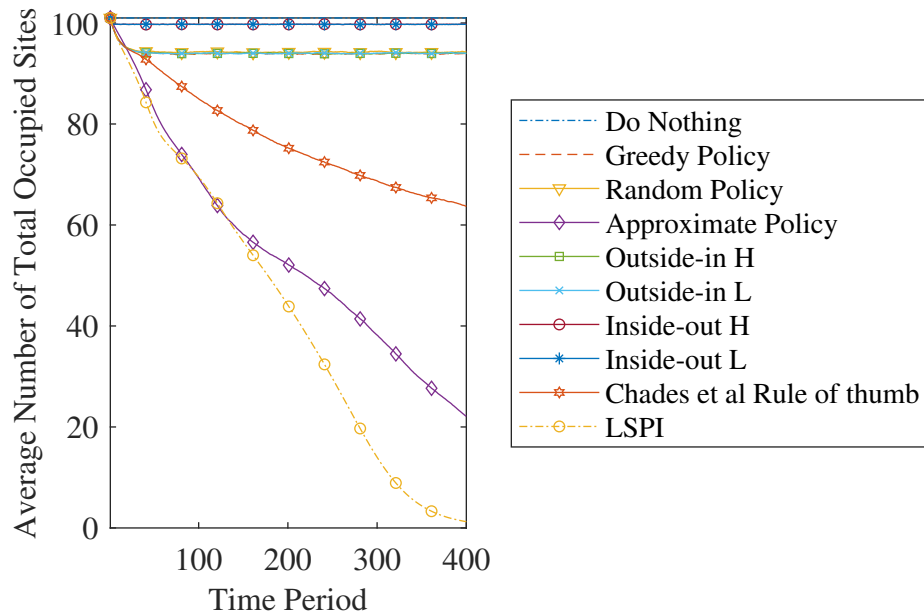 Average Number of Total Occupied Sites
100
80
60
40
20
0
100
200
300
400
Time Period
Do Nothing
Greedy Policy
Random Policy
Approximate Policy
Outside-in H
Outside-in L
Inside-out H
Inside-out L
Chades et al Rule of thumb
LSPI